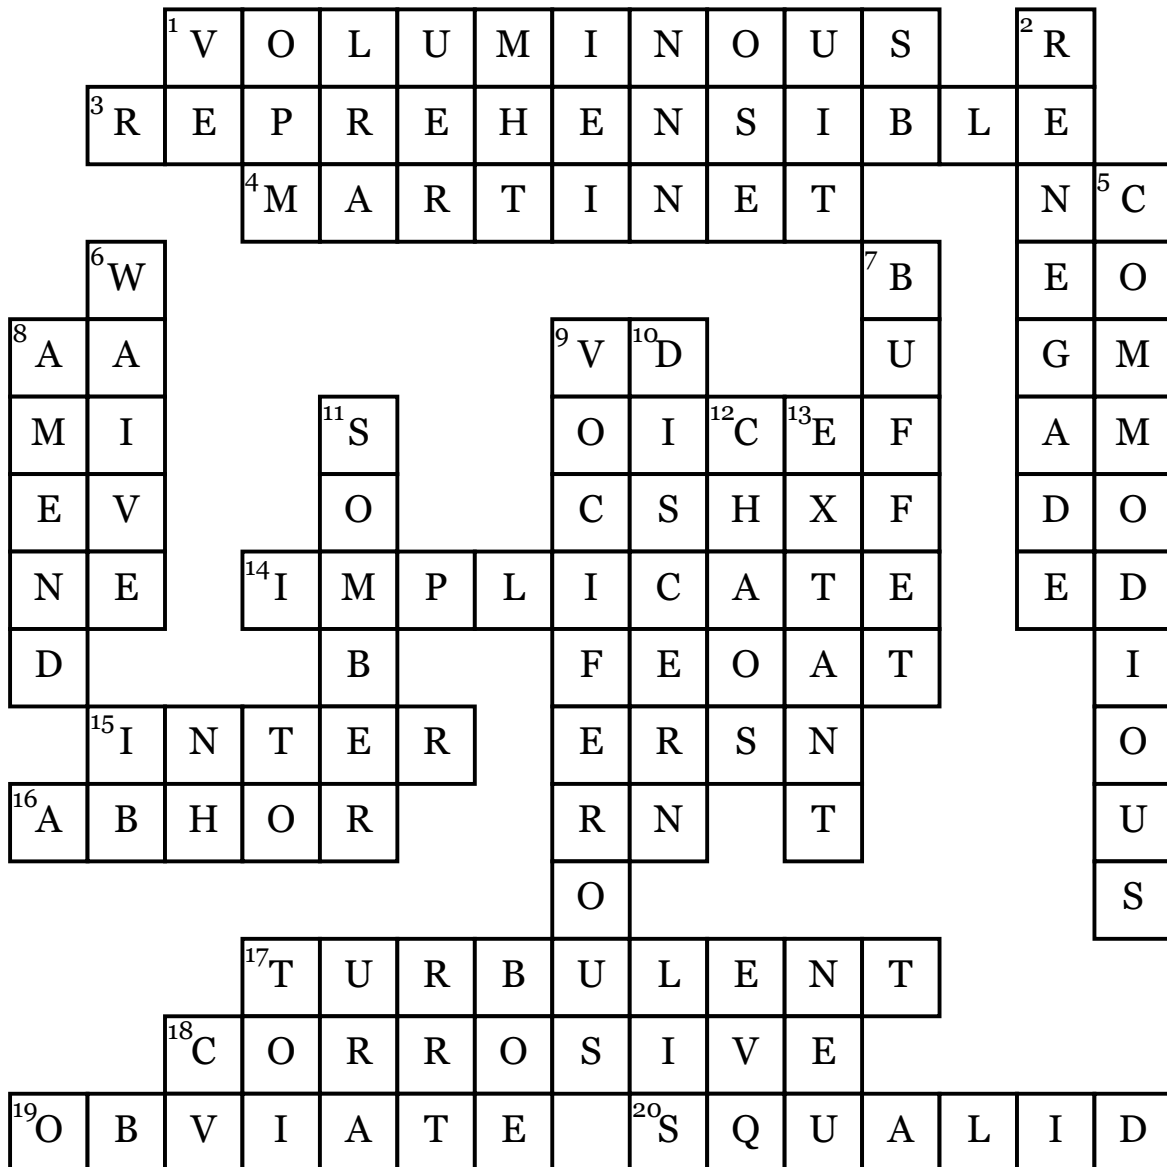 1 V O L U M I N O U S 2 R
3 R E P R E H E N S I B L E
4 M A R T I N E T N 5 C
6 W 7 B E O
8 A A 9 V 10 D U G M
M I 11 S O I 12 C 13 E F A M
E V O C S H X F D O
N E 14 I M P L I C A T E E D
D B F E O A T I
15 I N T E R E R S N O
16 A B H O R R N T U
O S
17 T U R B U L E N T
18 C O R R O S I V E
19 O B V I A T E 20 S Q U A L I D